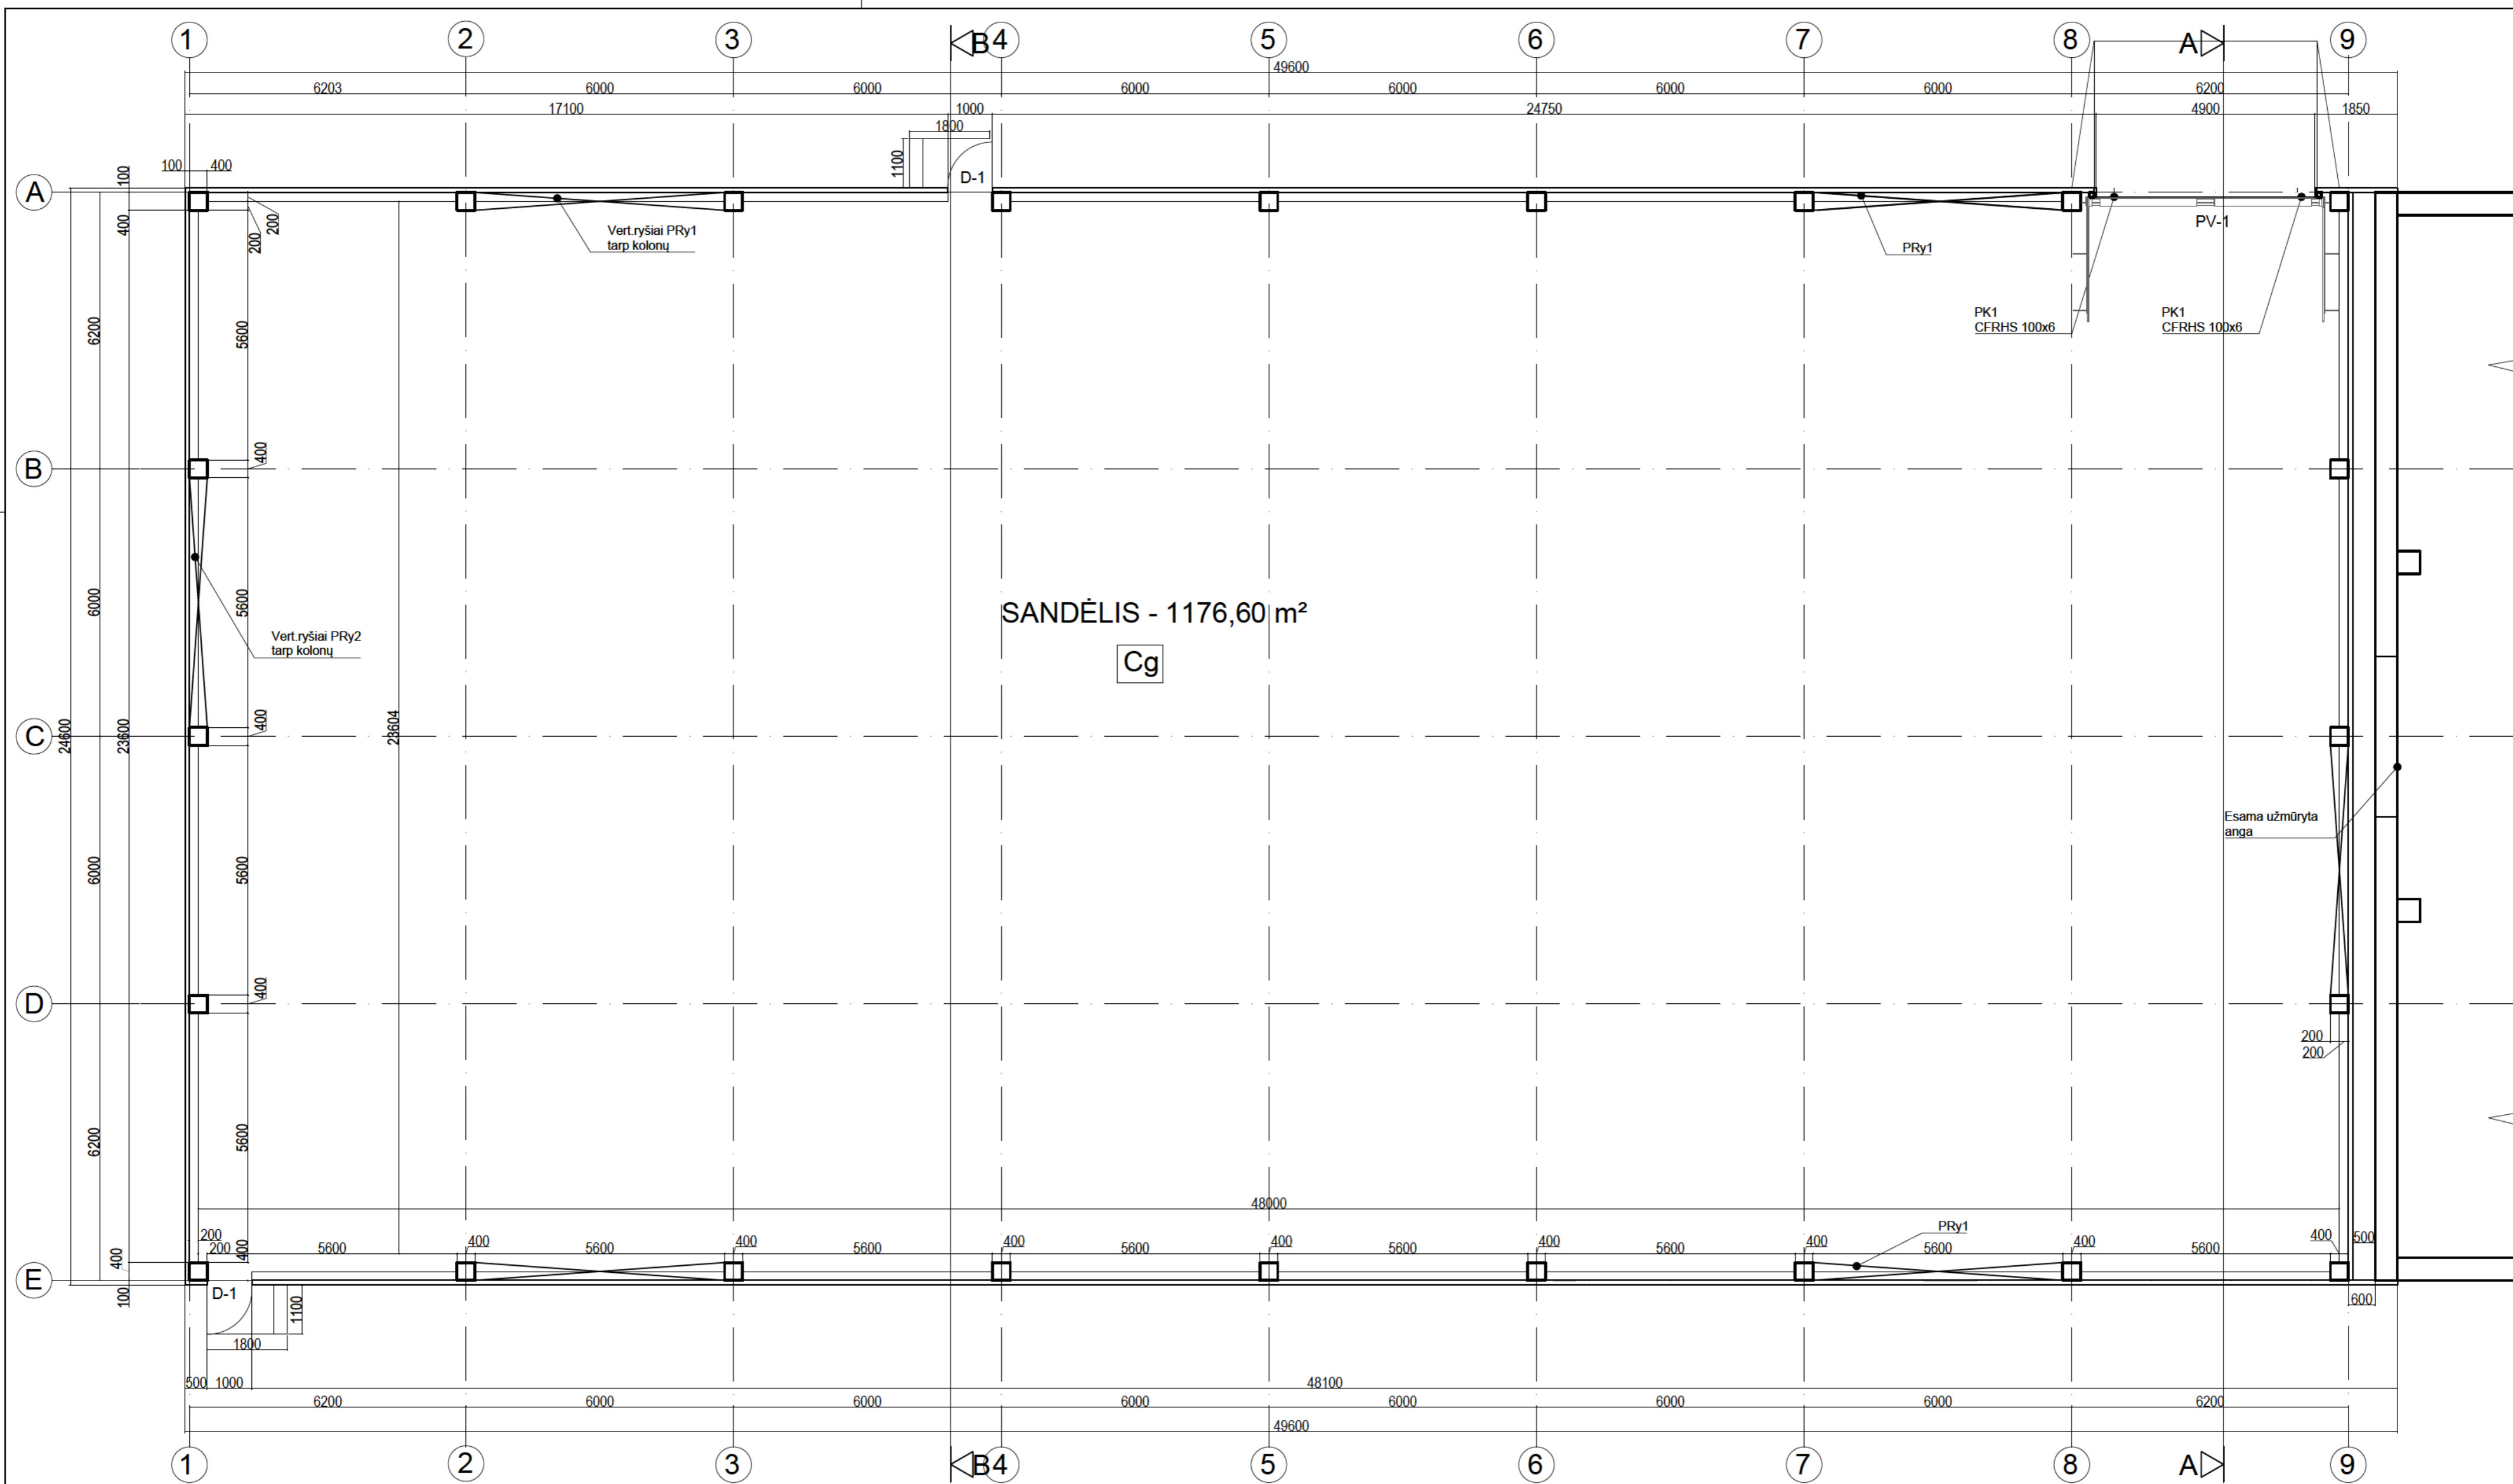 1 2 3 B 4 5 6 7 8 A 9
49600
6203 6000 6000 6000 6000 6000 6000 6200
17100 1000 24750 4900 1850
1800
1100
D-1
100 400
100
A
400
200
200
Vert.ryšiai PRy1
tarp kolonų
PRy1
PV-1
PK1
CFRHS 100x6
PK1
CFRHS 100x6
6200
5600
B
400
6000
5600
SANDĖLIS - 1176,60 m²
Cg
Vert.ryšiai PRy2
tarp kolonų
C
24600
23600
400
23604
Esama užmūryta
anga
6000
5600
D
400
200
200
6200
5600
48000
PRy1
200
200 5600 400 5600 400 5600 400 5600 400 5600 400 5600 400 5600 400 5600 400 500
400
400
E
100
D-1
1100
1800
600
500 1000 48100
6200 6000 6000 6000 6000 6000 6000 6200
49600
1 2 3 B 4 5 6 7 8 A 9